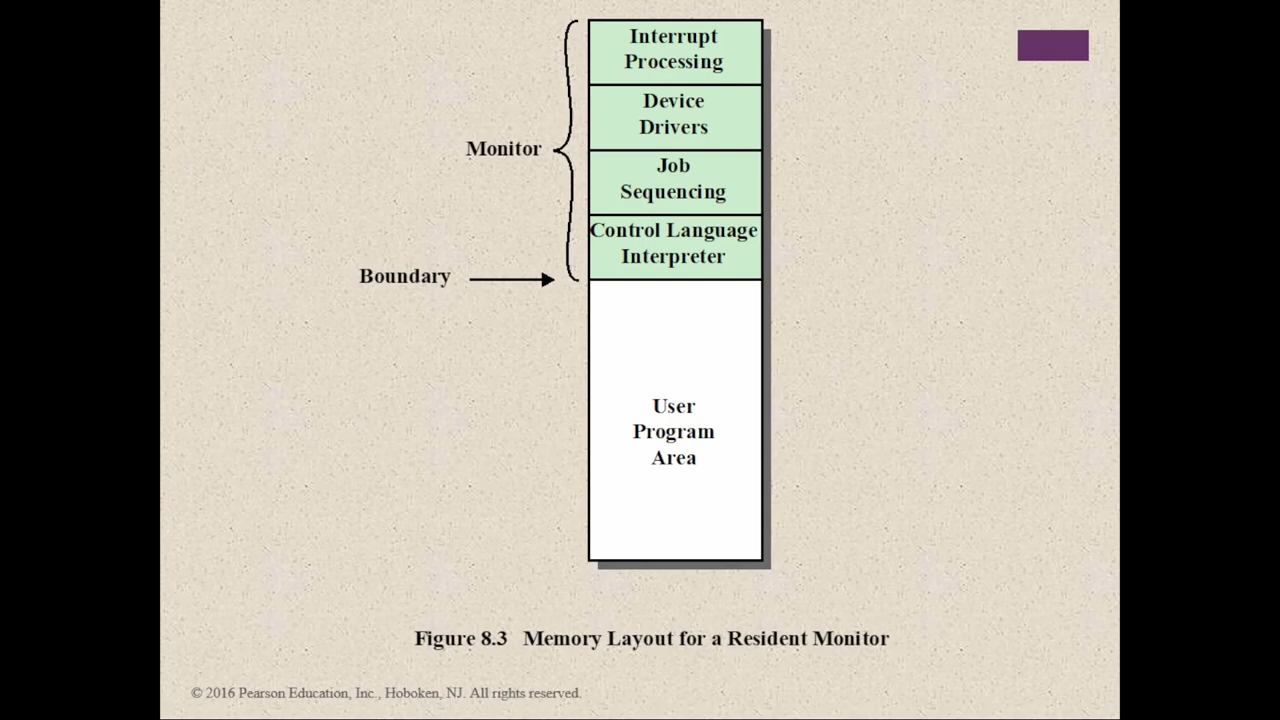 Interrupt
Processing
Device
Drivers
Monitor
Job
Sequencing
Control Language
Interpreter
Boundary
User
Program
Area
Figure 8.3 Memory Layout for a Resident Monitor
© 2016 Pearson Education, Inc., Hoboken, NJ. All rights reserved.